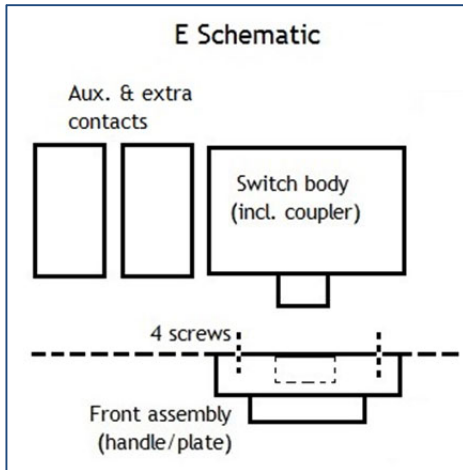 E Schematic
Aux. & extra
contacts
Switch body
(incl. coupler)
4 screws
Front assembly
(handle/plate)